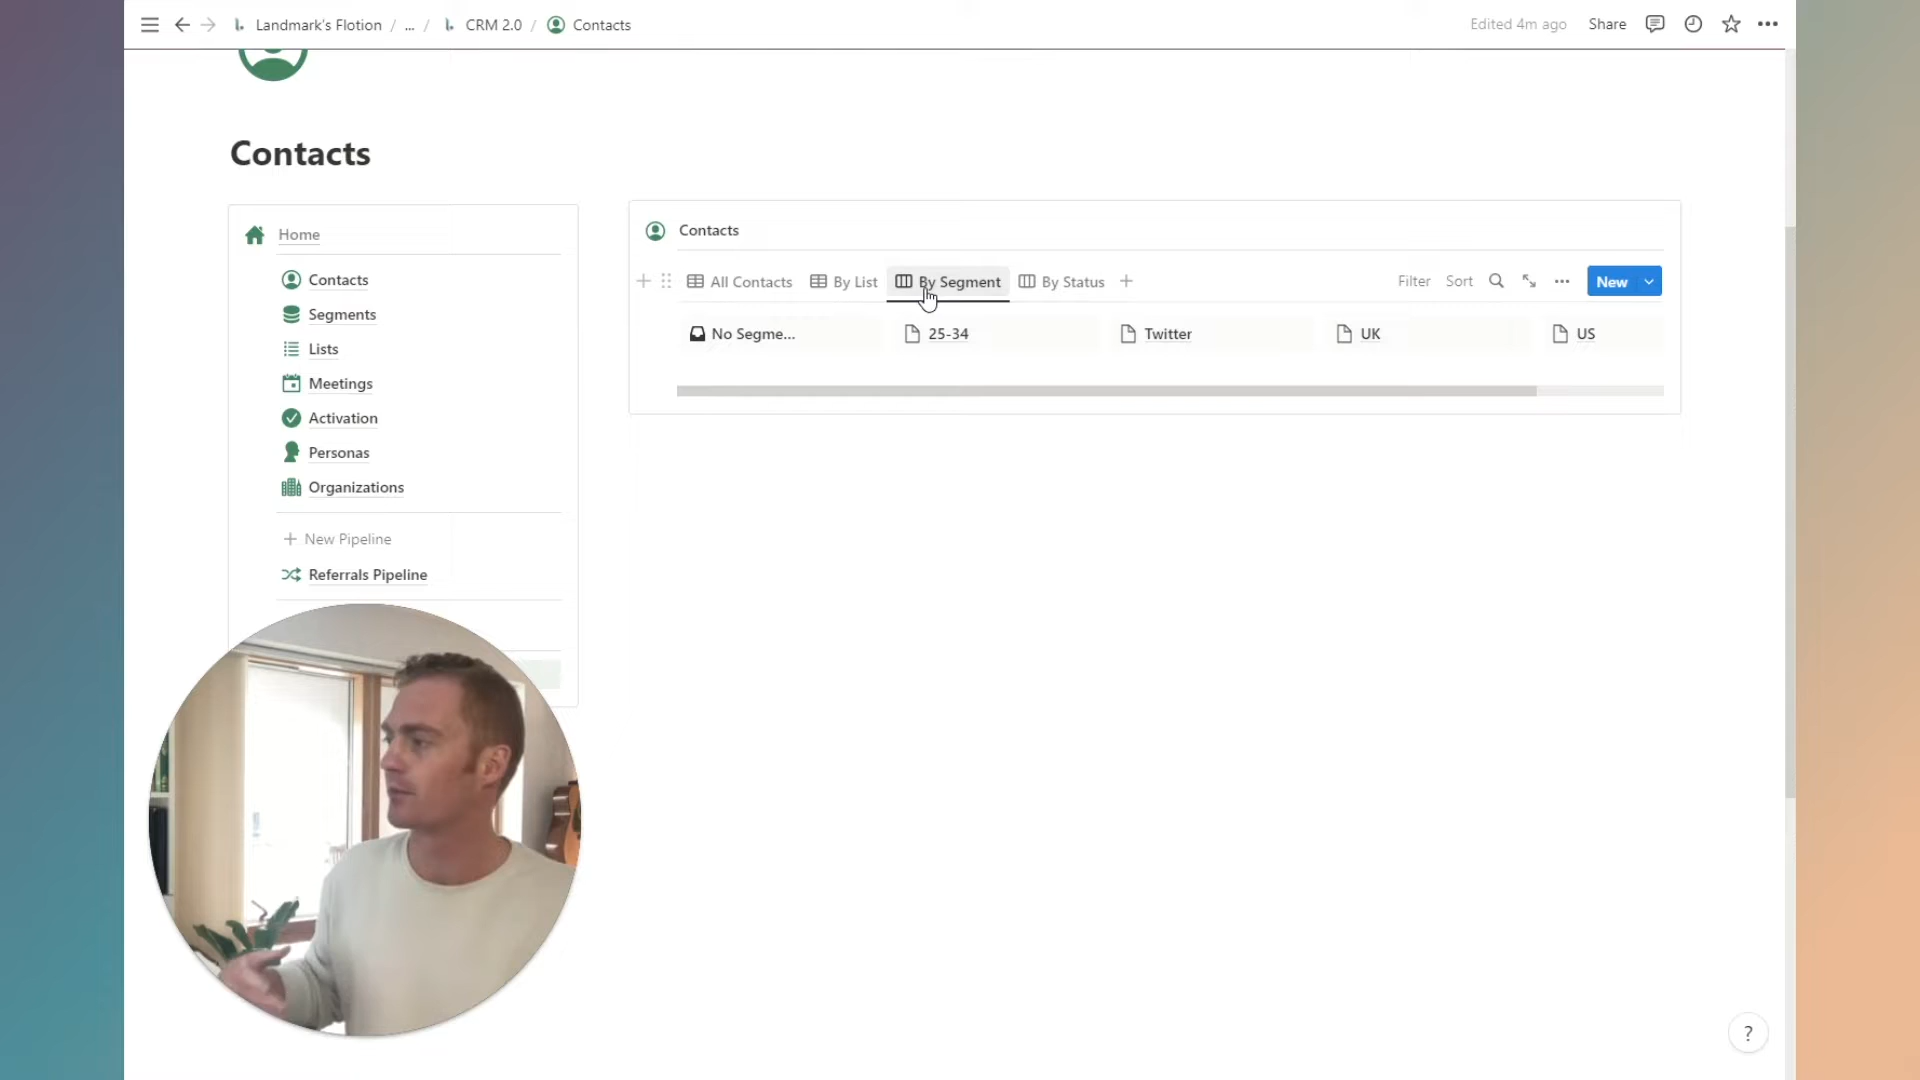 Landmark's Flotion / ... / CRM 2.0 / Contacts
Edited 4m ago Share
Contacts
Home
Contacts
Segments
Lists
Meetings
Activation
Personas
Organizations
New Pipeline
Referrals Pipeline
Contacts
All Contacts By List By Segment By Status
Filter Sort New
No Segme... 25-34 Twitter UK US
?